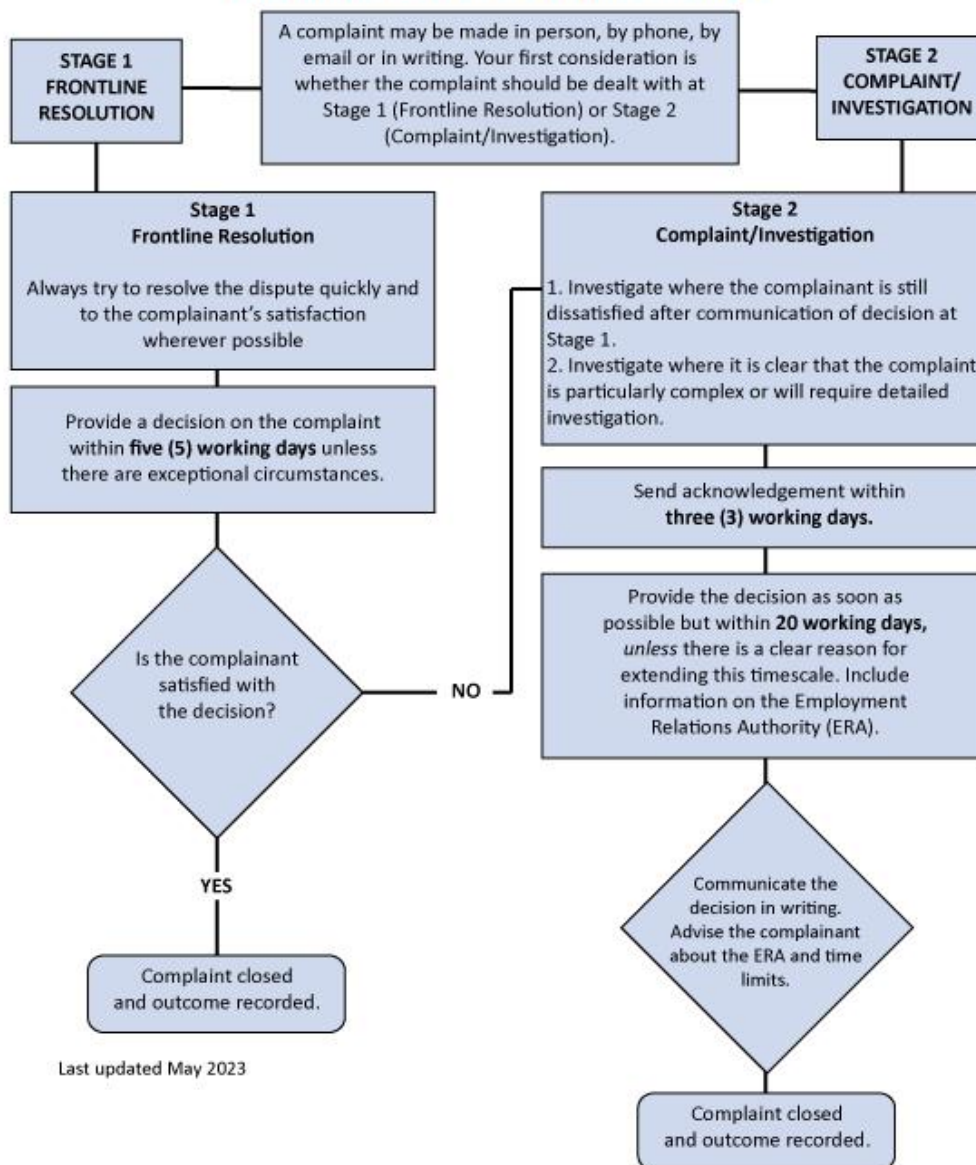 A complaint may be made in person, by phone, by
email or in writing. Your first consideration is
whether the complaint should be dealt with at
Stage 1 (Frontline Resolution) or Stage 2
(Complaint/Investigation).
STAGE 1
FRONTLINE
RESOLUTION
STAGE 2
COMPLAINT/
INVESTIGATION
Stage 1
Frontline Resolution
Always try to resolve the dispute quickly and
to the complainant's satisfaction
wherever possible
Provide a decision on the complaint
within five (5) working days unless
there are exceptional circumstances.
Is the complainant
satisfied with
the decision?
NO
YES
Complaint closed
and outcome recorded.
Stage 2
Complaint/Investigation
1. Investigate where the complainant is still
dissatisfied after communication of decision at
Stage 1.
2. Investigate where it is clear that the complaint
is particularly complex or will require detailed
investigation.
Send acknowledgement within
three (3) working days.
Provide the decision as soon as
possible but within 20 working days,
unless there is a clear reason for
extending this timescale. Include
information on the Employment
Relations Authority (ERA).
Communicate the
decision in writing.
Advise the complainant
about the ERA and time
limits.
Complaint closed
and outcome recorded.
Last updated May 2023